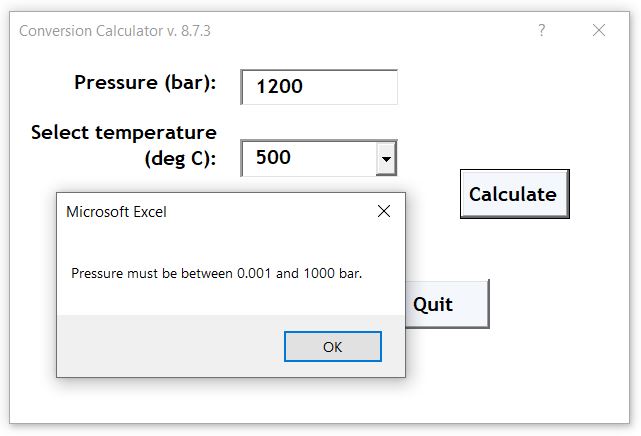 Conversion Calculator v. 8.7.3
?
Pressure (bar):
1200
Select temperature
(deg C):
500
Calculate
Microsoft Excel
Pressure must be between 0.001 and 1000 bar.
OK
Quit